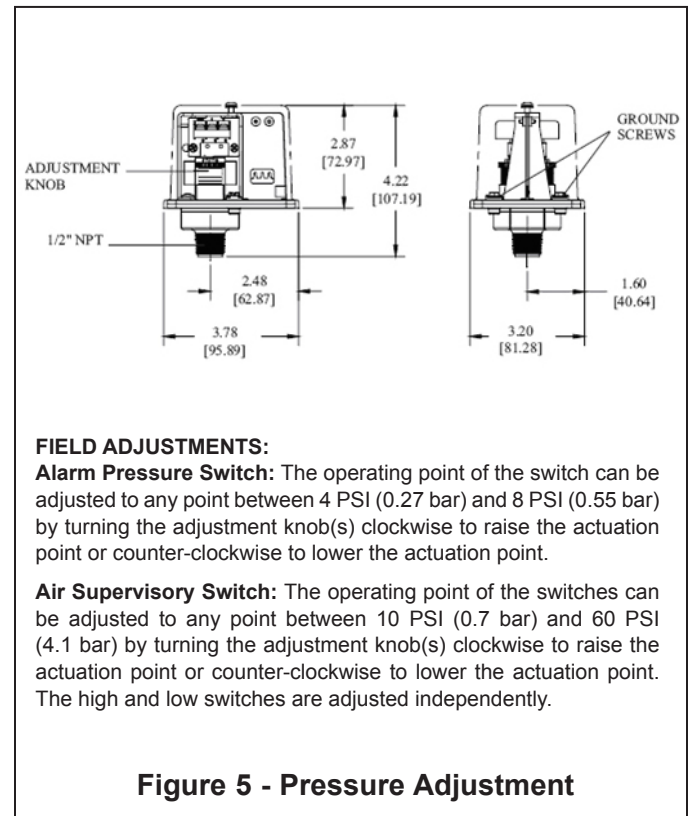 ADJUSTMENT
KNOB
1/2" NPT
2.87
[72.97]
4.22
[107.19]
2.48
[62.87]
3.78
[95.89]
GROUND
SCREWS
1.60
[40.64]
3.20
[81.28]
FIELD ADJUSTMENTS:
Alarm Pressure Switch: The operating point of the switch can be
adjusted to any point between 4 PSI (0.27 bar) and 8 PSI (0.55 bar)
by turning the adjustment knob(s) clockwise to raise the actuation
point or counter-clockwise to lower the actuation point.
Air Supervisory Switch: The operating point of the switches can
be adjusted to any point between 10 PSI (0.7 bar) and 60 PSI
(4.1 bar) by turning the adjustment knob(s) clockwise to raise the
actuation point or counter-clockwise to lower the actuation point.
The high and low switches are adjusted independently.
Figure 5 - Pressure Adjustment